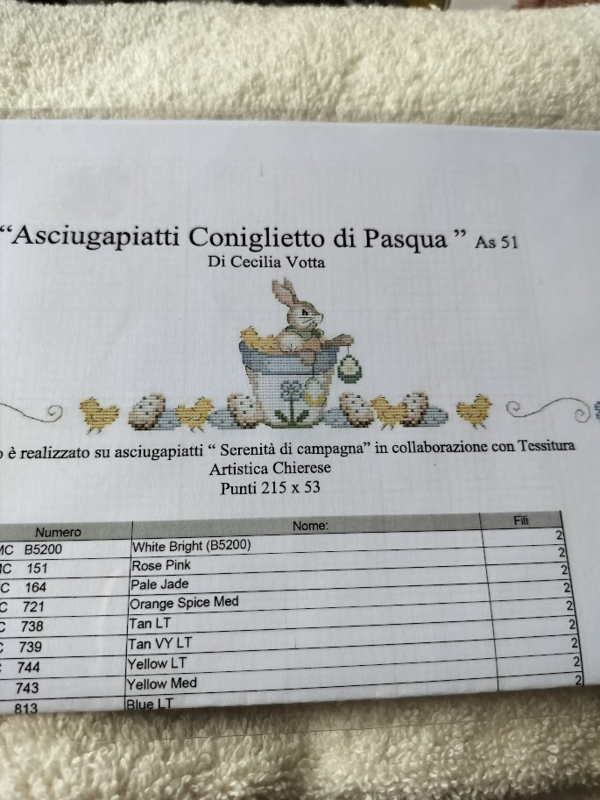 “Asciugapiatti Coniglietto di Pasqua ” As 51
Di Cecilia Votta
o è realizzato su asciugapiatti “ Serenità di campagna” in collaborazione con Tessitura
Artistica Chierese
Punti 215 x 53
Numero Nome: Fili
MC B5200 White Bright (B5200) 2
MC 151 Rose Pink 2
C 164 Pale Jade 2
C 721 Orange Spice Med 2
C 738 Tan LT 2
C 739 Tan VY LT 2
C 744 Yellow LT 2
743 Yellow Med 2
813 Blue LT